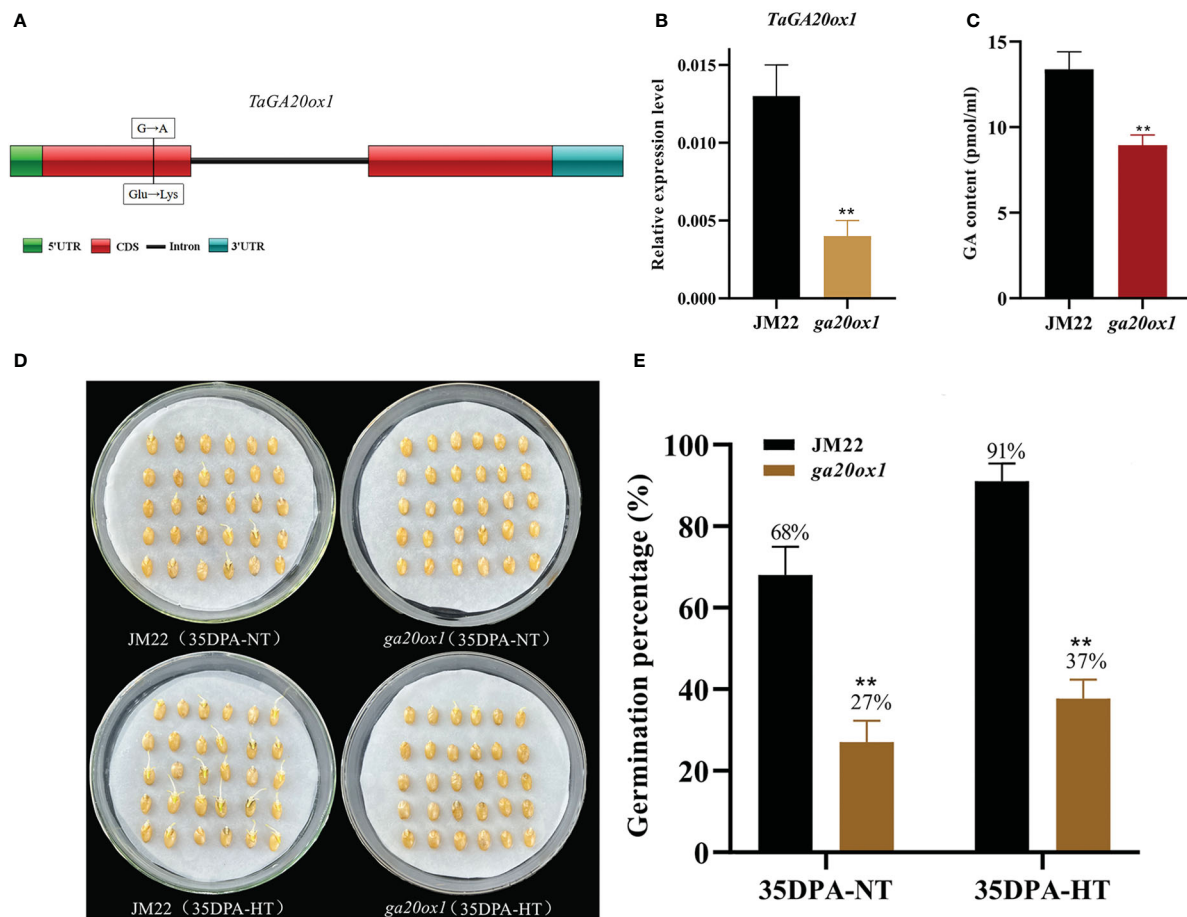 A
TaGA20ox1
G→A
Glu→Lys
5'UTR CDS Intron 3'UTR
B
TaGA20ox1
Relative expression level
0.015
0.010
0.005
0.000
**
JM22 ga20ox1
C
GA content (pmol/ml)
15
10
5
0
**
JM22 ga20ox1
D
JM22（35DPA-NT）
ga20ox1（35DPA-NT）
JM22（35DPA-HT）
ga20ox1（35DPA-HT）
E
Germination percentage (%)
100
80
60
40
20
0
JM22
ga20ox1
68%
**
27%
91%
**
37%
35DPA-NT 35DPA-HT